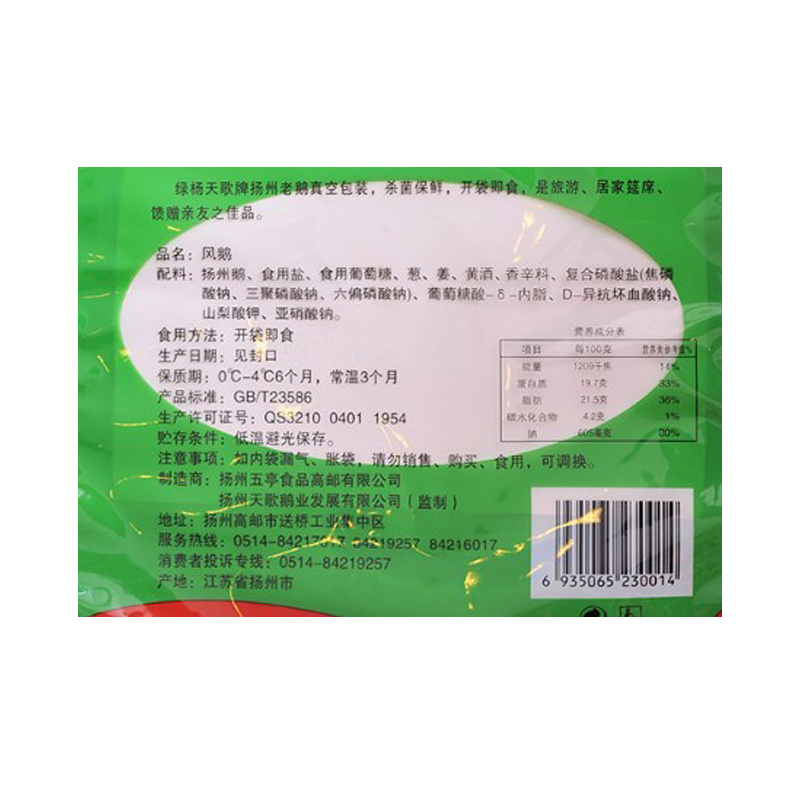 绿杨天歌牌扬州老鹅真空包装，杀菌保鲜，开袋即食，是旅游、居家筵席、
馈赠亲友之佳品。
品名：风鹅
配料：扬州鹅、食用盐、食用葡萄糖、葱、姜、黄酒、香辛料、复合磷酸盐(焦磷
酸钠、三聚磷酸钠、六偏磷酸钠)、葡萄糖酸-δ-内脂、D-异抗坏血酸钠、
山梨酸钾、亚硝酸钠。
食用方法：开袋即食
生产日期：见封口
保质期：0℃-4℃6个月，常温3个月
产品标准：GB/T23586
生产许可证号：QS3210 0401 1954
贮存条件：低温避光保存。
注意事项：如内袋漏气、胀袋，请勿销售、购买、食用，可调换。
制造商：扬州五亭食品高邮有限公司
扬州天歌鹅业发展有限公司（监制）
地址：扬州高邮市送桥工业集中区
服务热线：0514-84217017 84219257 84216017
消费者投诉专线：0514-84219257
产地：江苏省扬州市
营养成分表
项目 每100克 营养素参考值%
能量 1209千焦 14%
蛋白质 19.7克 33%
脂肪 21.5克 36%
碳水化合物 4.2克 1%
钠 605毫克 30%
6 935065 230014